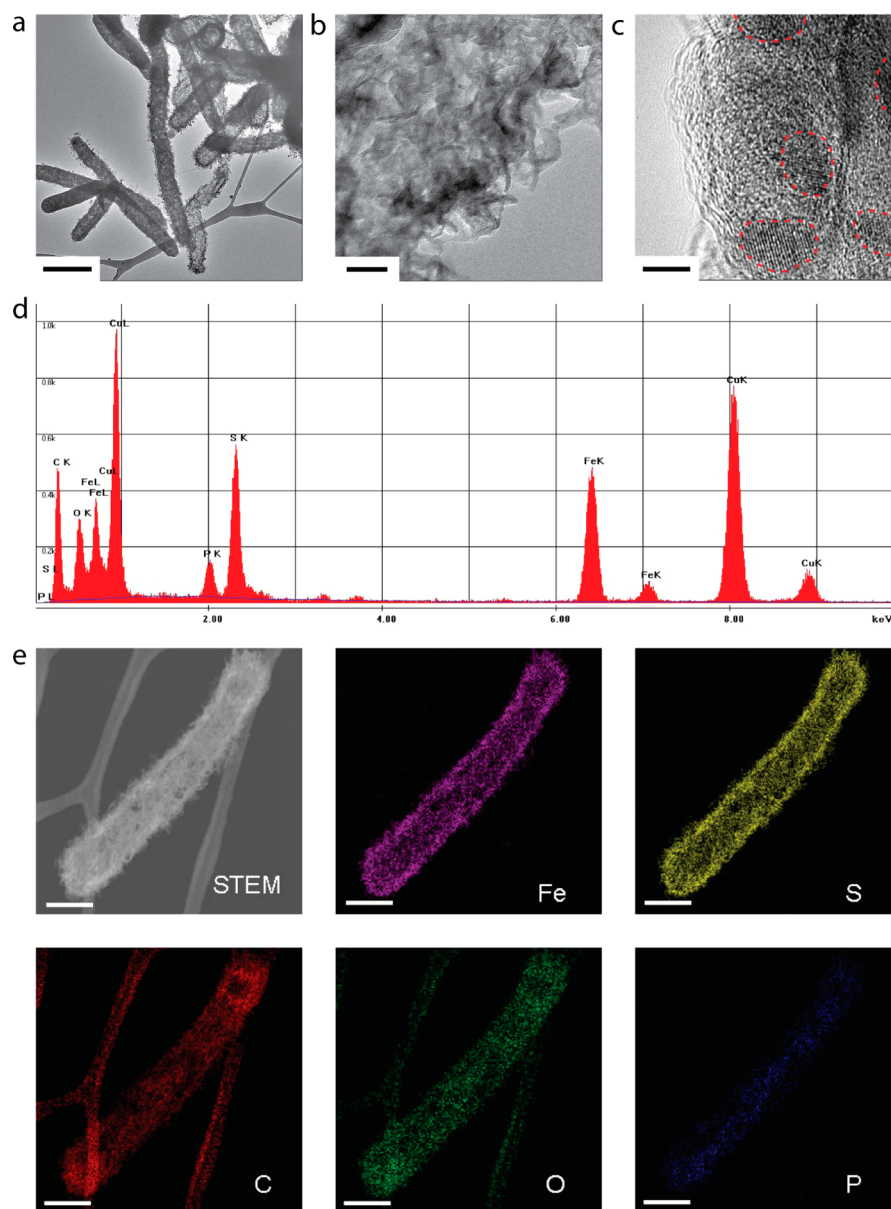 a b c
d
1.0k CuL
0.8k
CuK
0.6k
S K
C K CuL FeK
FeL
0.4k FeL
O K
0.2k P K
S L FeK CuK
P L
2.00 4.00 6.00 8.00 keV
e
STEM Fe S
C O P